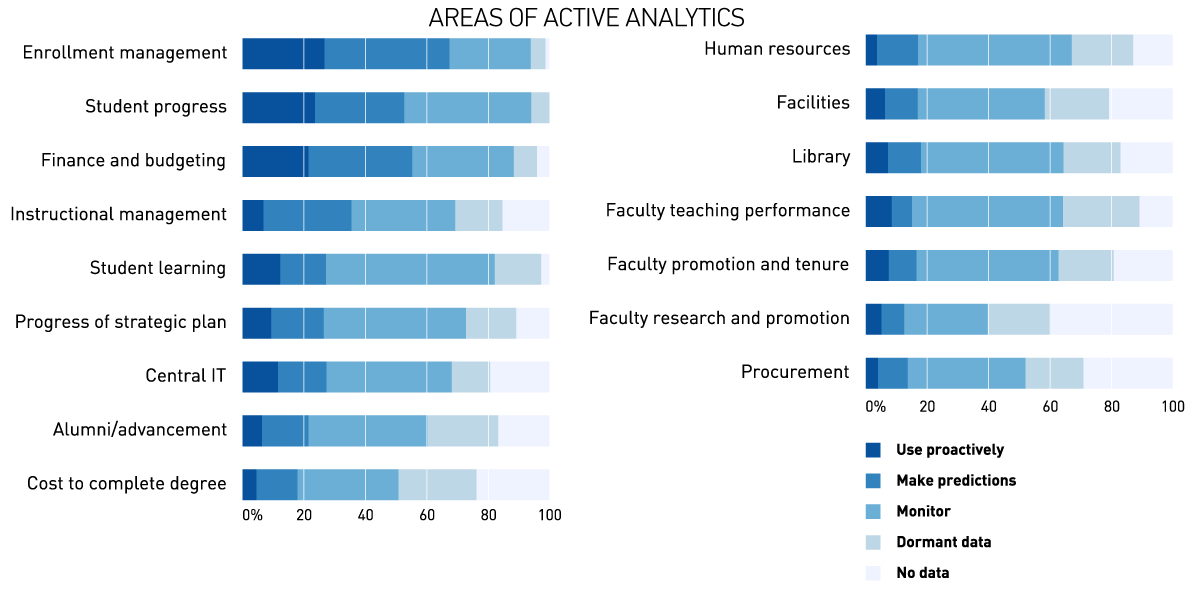 AREAS OF ACTIVE ANALYTICS
Enrollment management
Student progress
Finance and budgeting
Instructional management
Student learning
Progress of strategic plan
Central IT
Alumni/advancement
Cost to complete degree
0% 20 40 60 80 100
Human resources
Facilities
Library
Faculty teaching performance
Faculty promotion and tenure
Faculty research and promotion
Procurement
0% 20 40 60 80 100
Use proactively
Make predictions
Monitor
Dormant data
No data